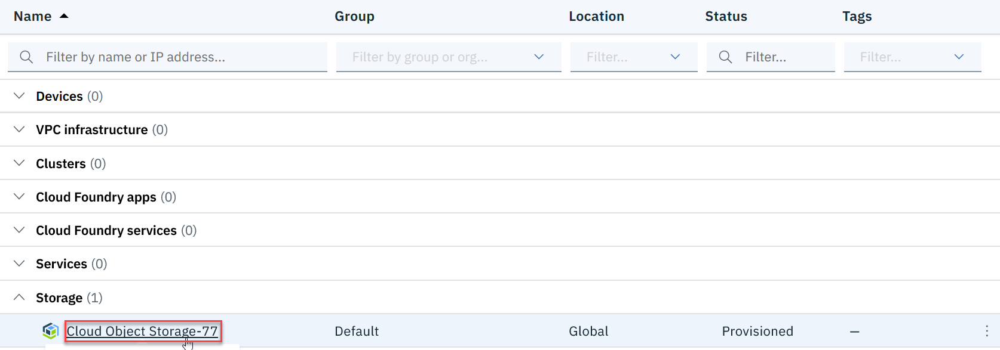 Name Group Location Status Tags
Filter by name or IP address... Filter by group or org... Filter... Filter... Filter...
Devices (0)
VPC infrastructure (0)
Clusters (0)
Cloud Foundry apps (0)
Cloud Foundry services (0)
Services (0)
Storage (1)
Cloud Object Storage-77 Default Global Provisioned —